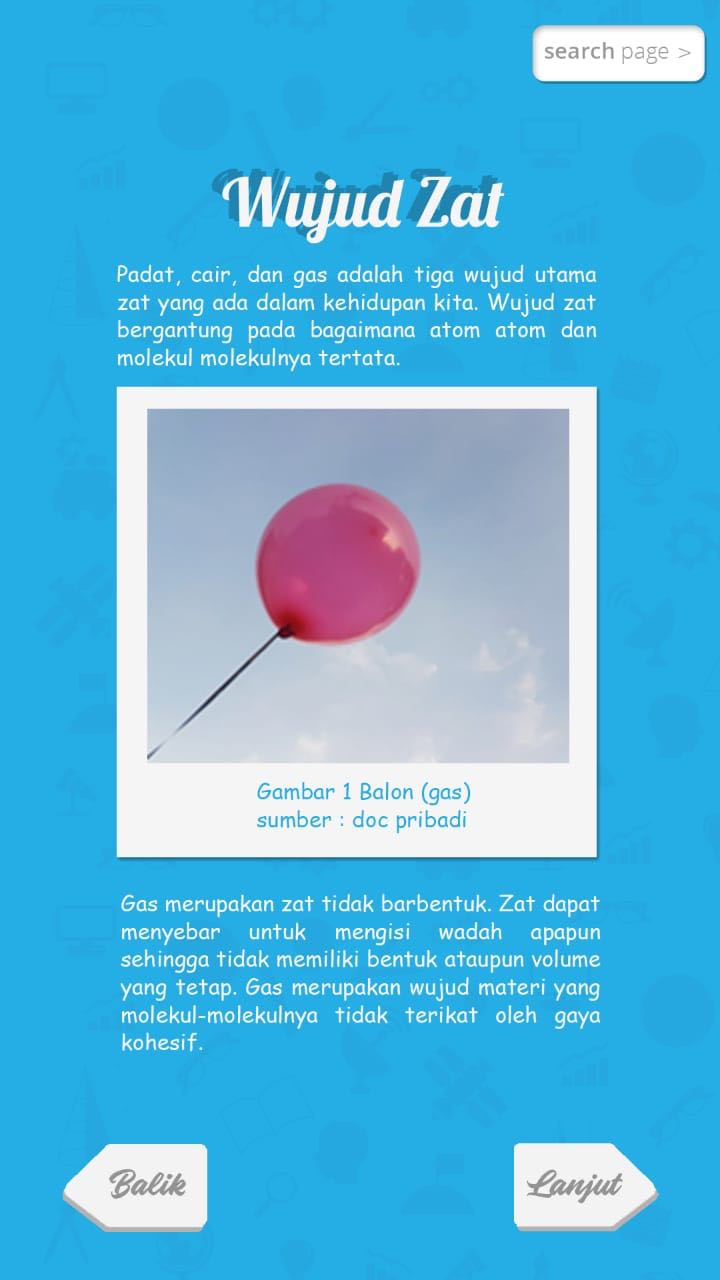 search page >
Wujud Zat
Padat, cair, dan gas adalah tiga wujud utama
zat yang ada dalam kehidupan kita. Wujud zat
bergantung pada bagaimana atom atom dan
molekul molekulnya tertata.
Gambar 1 Balon (gas)
sumber : doc pribadi
Gas merupakan zat tidak barbentuk. Zat dapat
menyebar untuk mengisi wadah apapun
sehingga tidak memiliki bentuk ataupun volume
yang tetap. Gas merupakan wujud materi yang
molekul-molekulnya tidak terikat oleh gaya
kohesif.
Balik
Lanjut